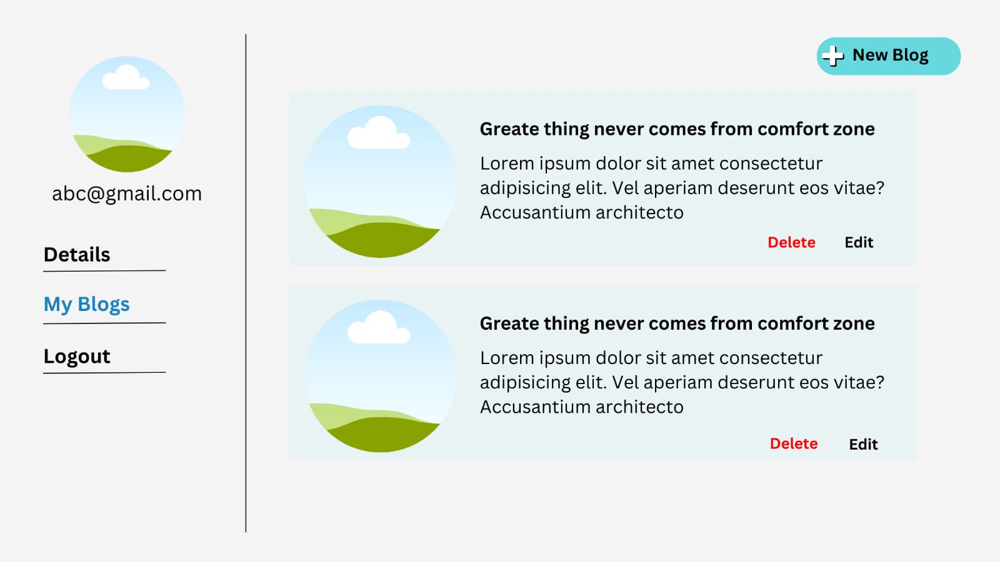 abc@gmail.com
Details
My Blogs
Logout
New Blog
Greate thing never comes from comfort zone
Lorem ipsum dolor sit amet consectetur
adipisicing elit. Vel aperiam deserunt eos vitae?
Accusantium architecto
Delete Edit
Greate thing never comes from comfort zone
Lorem ipsum dolor sit amet consectetur
adipisicing elit. Vel aperiam deserunt eos vitae?
Accusantium architecto
Delete Edit